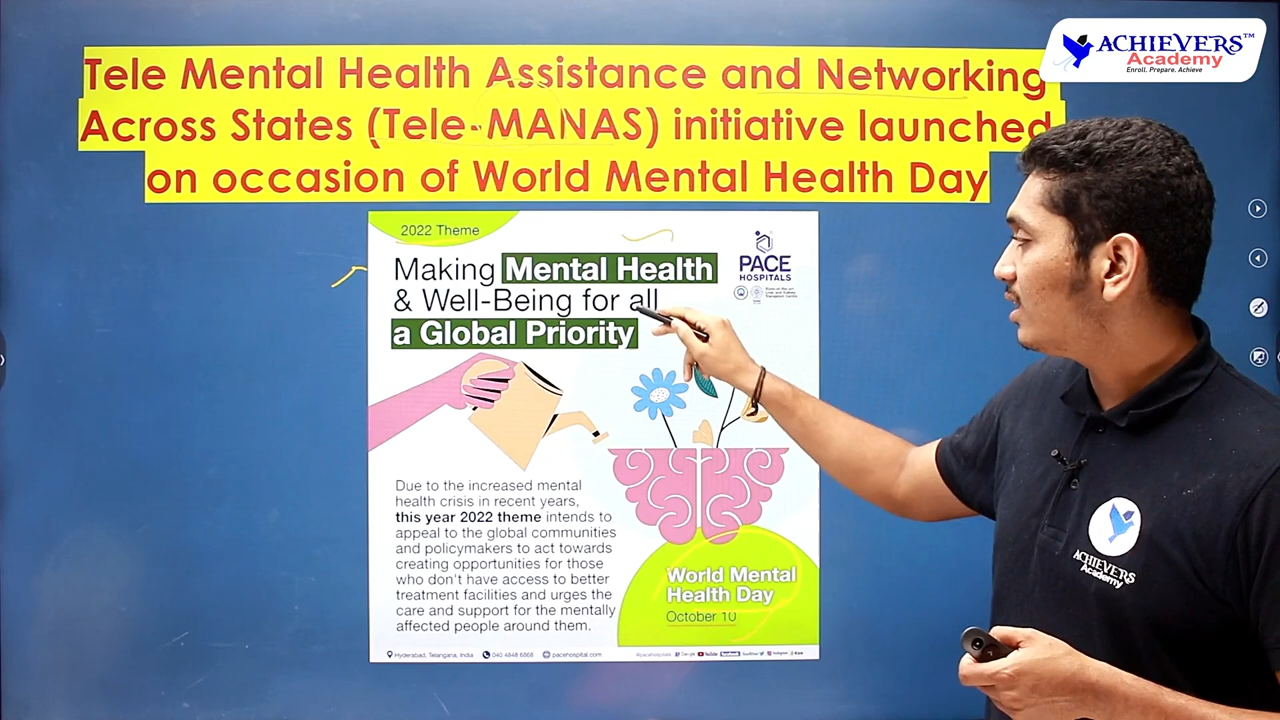 ACHIEVERS™
Academy
Enroll. Prepare. Achieve
Tele Mental Health Assistance and Networking
Across States (Tele-MANAS) initiative launched
on occasion of World Mental Health Day
2022 Theme
Making Mental Health
& Well-Being for all
a Global Priority
PACE
HOSPITALS
Due to the increased mental
health crisis in recent years,
this year 2022 theme intends to
appeal to the global communities
and policymakers to act towards
creating opportunities for those
who don't have access to better
treatment facilities and urges the
care and support for the mentally
affected people around them.
World Mental
Health Day
October 10
Hyderabad, Telangana, India 040 4848 6868 pacehospital.com
ACHIEVERS
Academy